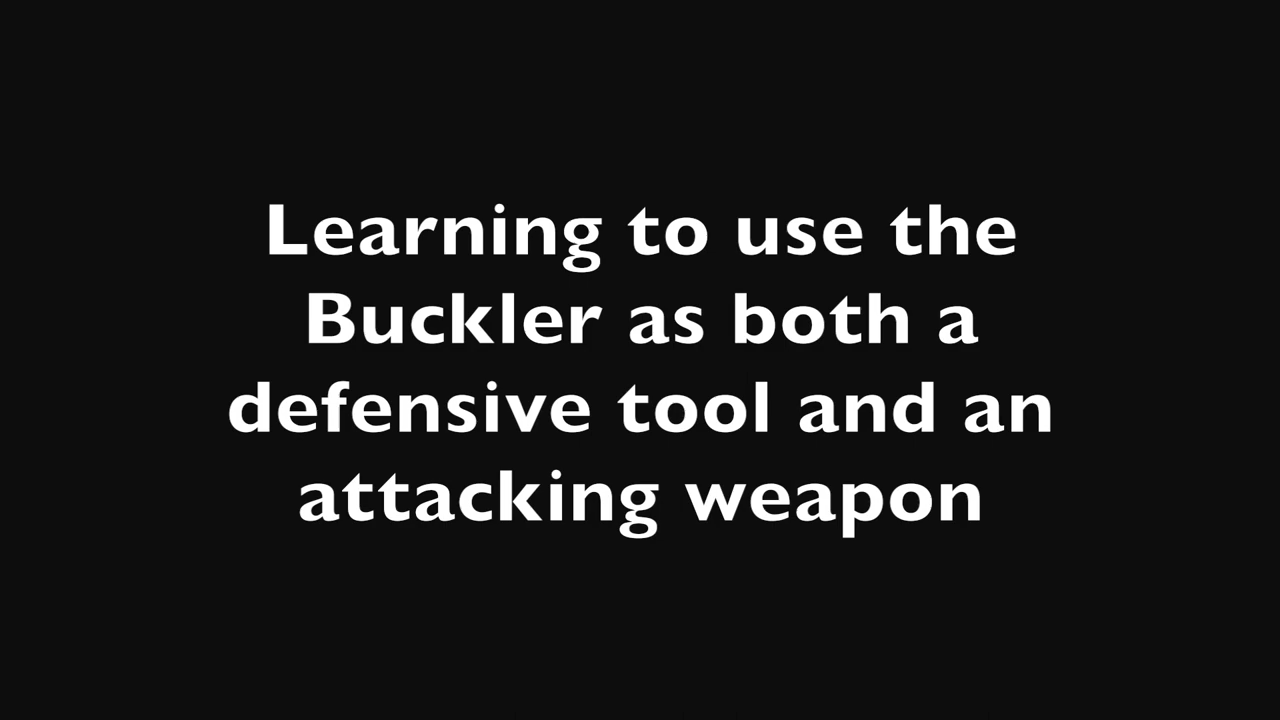 Learning to use the
Buckler as both a
defensive tool and an
attacking weapon